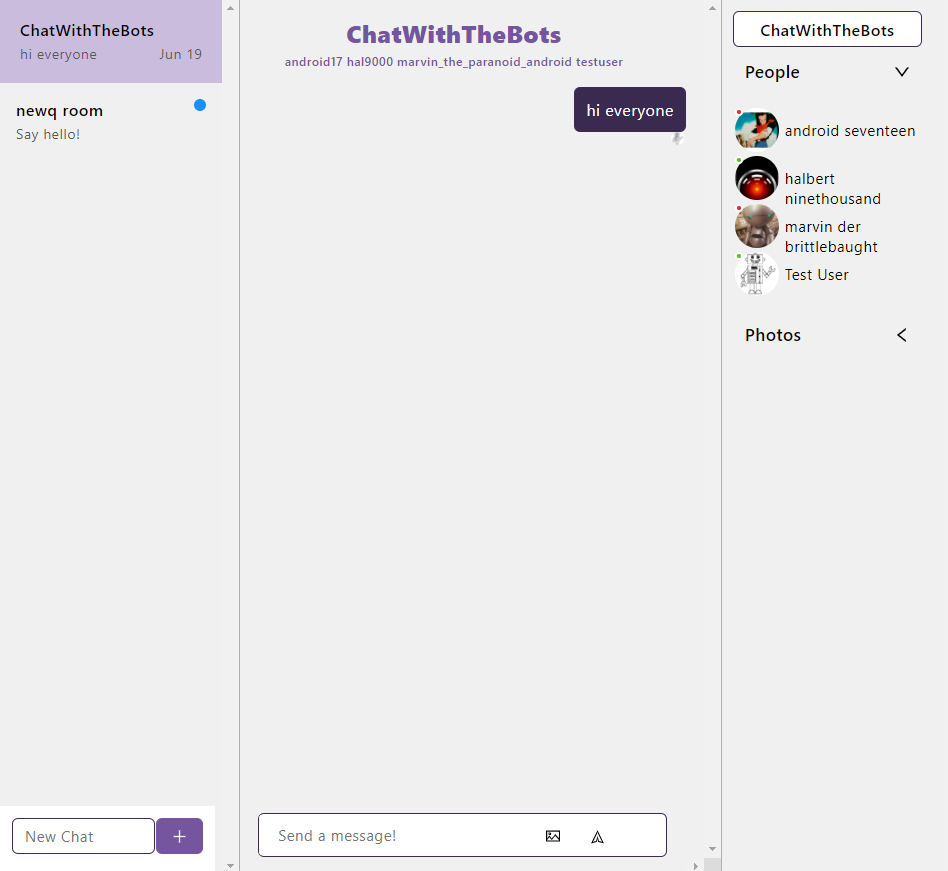 ChatWithTheBots
hi everyone Jun 19
newq room
Say hello!
New Chat
ChatWithTheBots
android17 hal9000 marvin_the_paranoid_android testuser
hi everyone
Send a message!
ChatWithTheBots
People
android seventeen
halbert
ninethousand
marvin der
brittlebaught
Test User
Photos